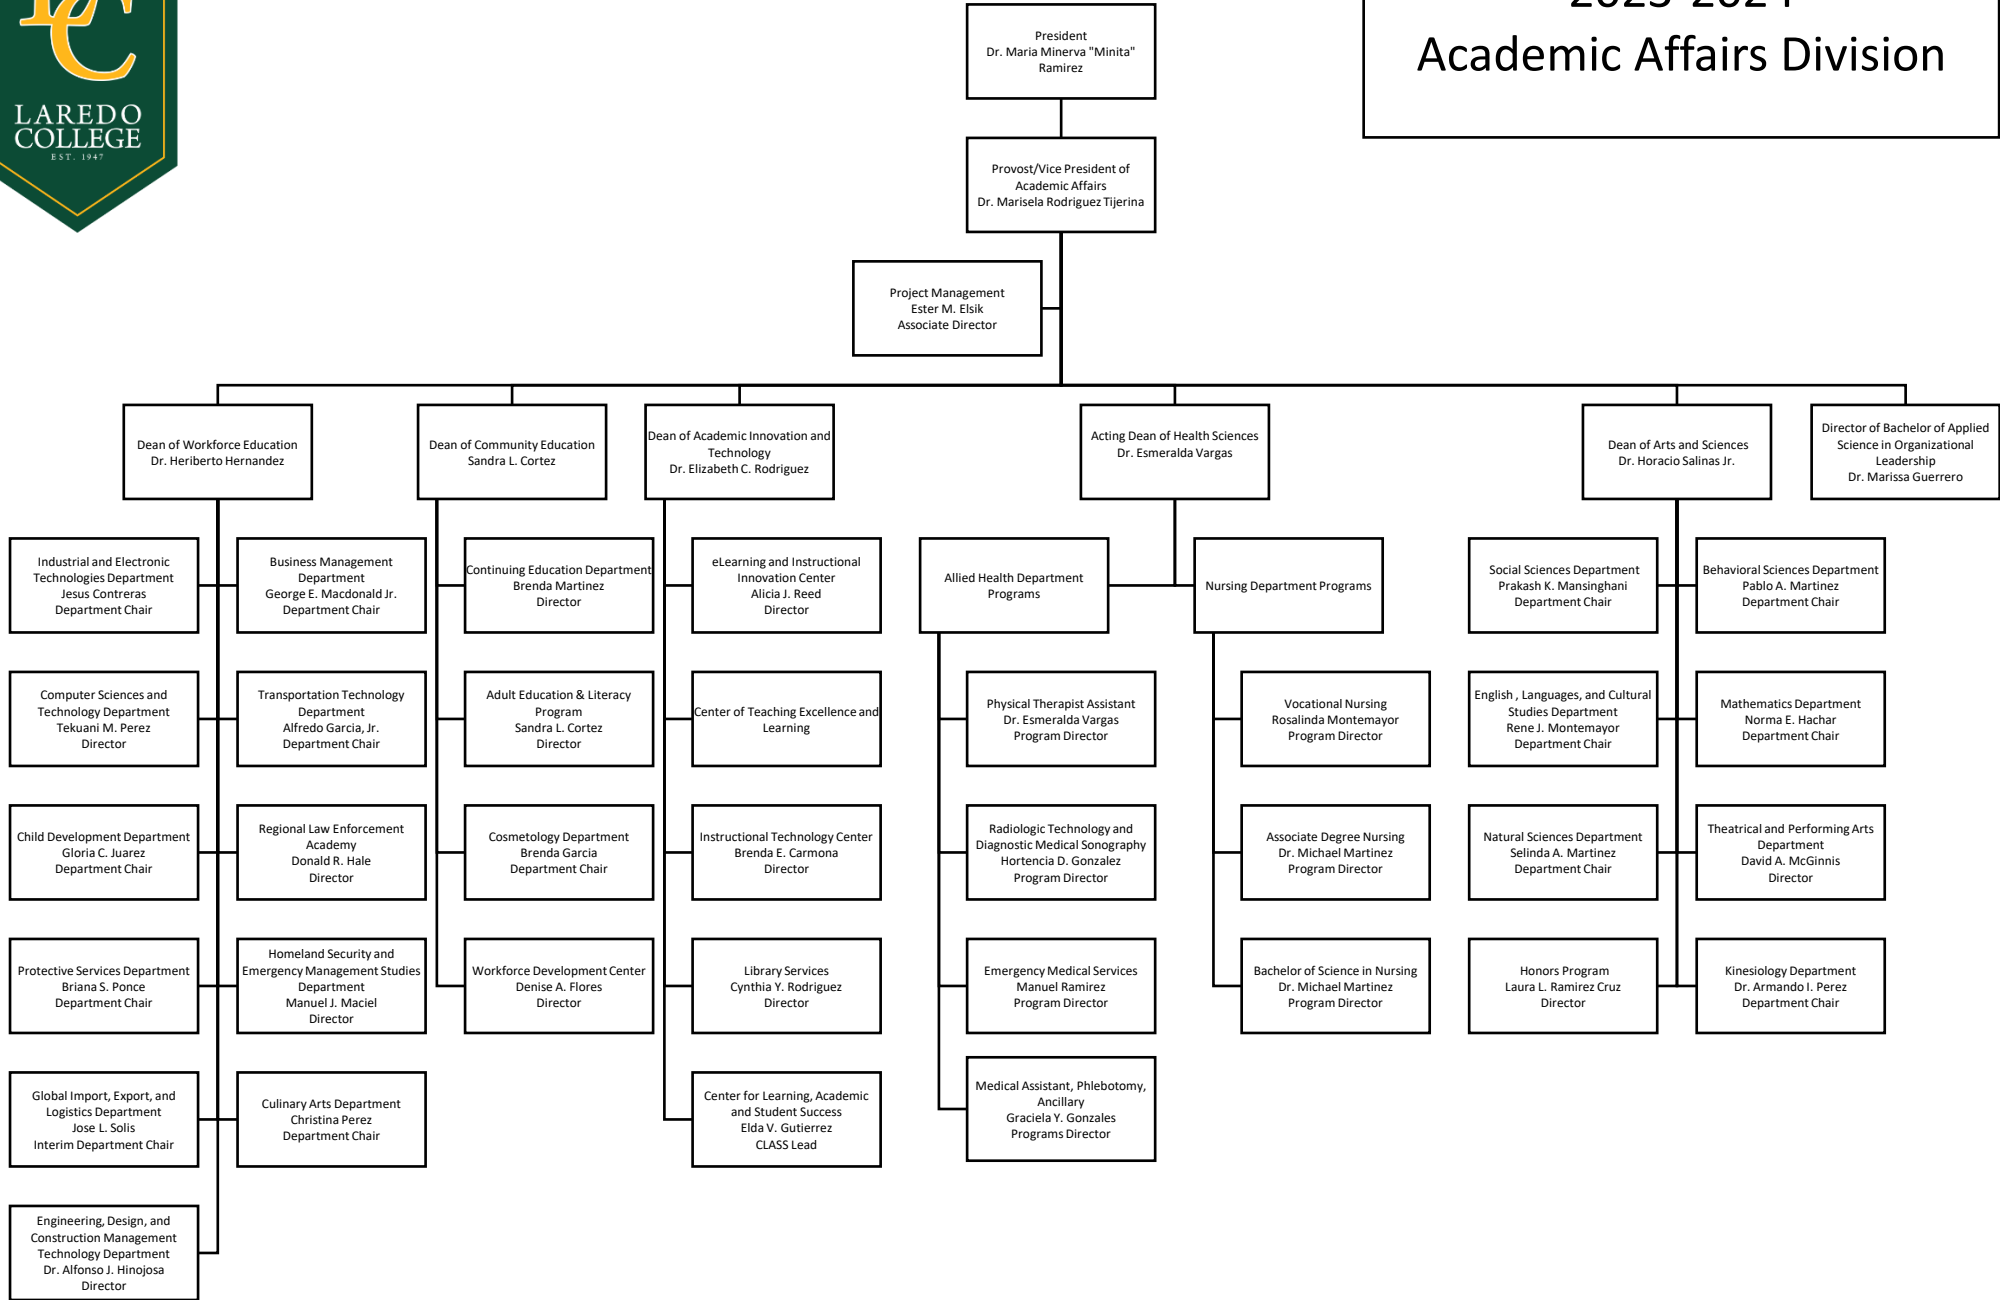 LAREDO
COLLEGE
EST. 1947
2023-2024
Academic Affairs Division
President
Dr. Maria Minerva "Minita"
Ramirez
Provost/Vice President of
Academic Affairs
Dr. Marisela Rodriguez Tijerina
Project Management
Ester M. Elsik
Associate Director
Dean of Workforce Education
Dr. Heriberto Hernandez
Dean of Community Education
Sandra L. Cortez
Dean of Academic Innovation and
Technology
Dr. Elizabeth C. Rodriguez
Acting Dean of Health Sciences
Dr. Esmeralda Vargas
Dean of Arts and Sciences
Dr. Horacio Salinas Jr.
Director of Bachelor of Applied
Science in Organizational
Leadership
Dr. Marissa Guerrero
Industrial and Electronic
Technologies Department
Jesus Contreras
Department Chair
Business Management
Department
George E. Macdonald Jr.
Department Chair
Continuing Education Department
Brenda Martinez
Director
eLearning and Instructional
Innovation Center
Alicia J. Reed
Director
Allied Health Department
Programs
Nursing Department Programs
Social Sciences Department
Prakash K. Mansinghani
Department Chair
Behavioral Sciences Department
Pablo A. Martinez
Department Chair
Computer Sciences and
Technology Department
Tekuani M. Perez
Director
Transportation Technology
Department
Alfredo Garcia, Jr.
Department Chair
Adult Education & Literacy
Program
Sandra L. Cortez
Director
Center of Teaching Excellence and
Learning
Physical Therapist Assistant
Dr. Esmeralda Vargas
Program Director
Vocational Nursing
Rosalinda Montemayor
Program Director
English , Languages, and Cultural
Studies Department
Rene J. Montemayor
Department Chair
Mathematics Department
Norma E. Hachar
Department Chair
Child Development Department
Gloria C. Juarez
Department Chair
Regional Law Enforcement
Academy
Donald R. Hale
Director
Cosmetology Department
Brenda Garcia
Department Chair
Instructional Technology Center
Brenda E. Carmona
Director
Radiologic Technology and
Diagnostic Medical Sonography
Hortencia D. Gonzalez
Program Director
Associate Degree Nursing
Dr. Michael Martinez
Program Director
Natural Sciences Department
Selinda A. Martinez
Department Chair
Theatrical and Performing Arts
Department
David A. McGinnis
Director
Protective Services Department
Briana S. Ponce
Department Chair
Homeland Security and
Emergency Management Studies
Department
Manuel J. Maciel
Director
Workforce Development Center
Denise A. Flores
Director
Library Services
Cynthia Y. Rodriguez
Director
Emergency Medical Services
Manuel Ramirez
Program Director
Bachelor of Science in Nursing
Dr. Michael Martinez
Program Director
Honors Program
Laura L. Ramirez Cruz
Director
Kinesiology Department
Dr. Armando I. Perez
Department Chair
Global Import, Export, and
Logistics Department
Jose L. Solis
Interim Department Chair
Culinary Arts Department
Christina Perez
Department Chair
Center for Learning, Academic
and Student Success
Elda V. Gutierrez
CLASS Lead
Medical Assistant, Phlebotomy,
Ancillary
Graciela Y. Gonzales
Programs Director
Engineering, Design, and
Construction Management
Technology Department
Dr. Alfonso J. Hinojosa
Director